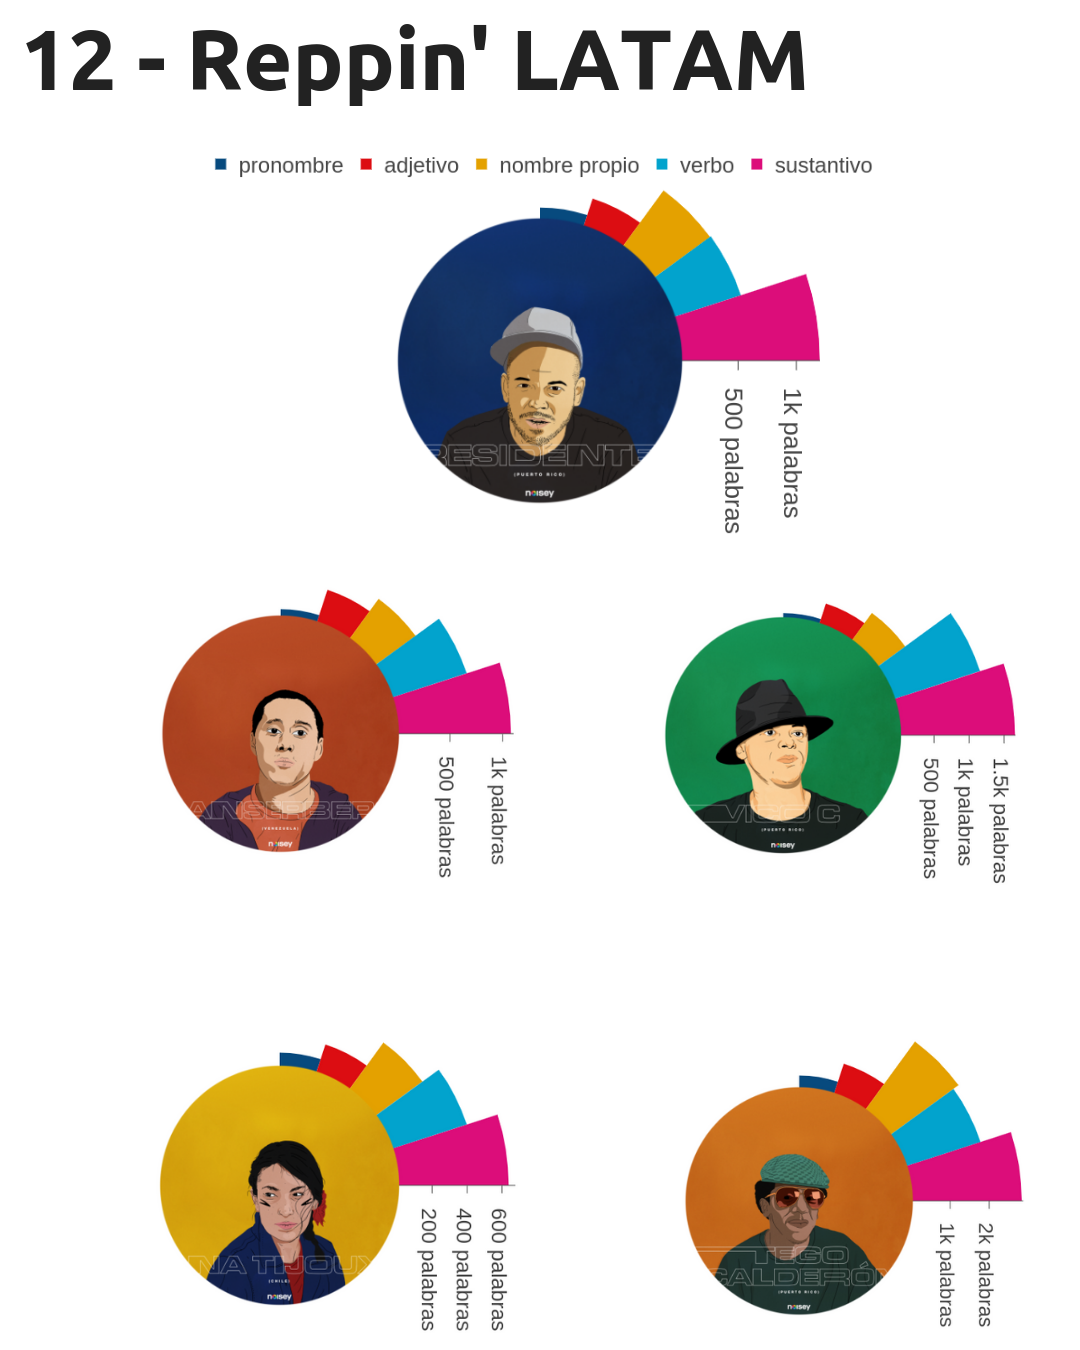 12 - Reppin' LATAM
pronombre adjetivo nombre propio verbo sustantivo
500 palabras
1k palabras
RESIDENTE
(PUERTO RICO)
noisey
500 palabras
1k palabras
CANSERBERO
(VENEZUELA)
noisey
500 palabras
1k palabras
1.5k palabras
VICO C
(PUERTO RICO)
noisey
200 palabras
400 palabras
600 palabras
ANA TIJOUX
(CHILE)
noisey
1k palabras
2k palabras
TEGO
CALDERÓN
(PUERTO RICO)
noisey